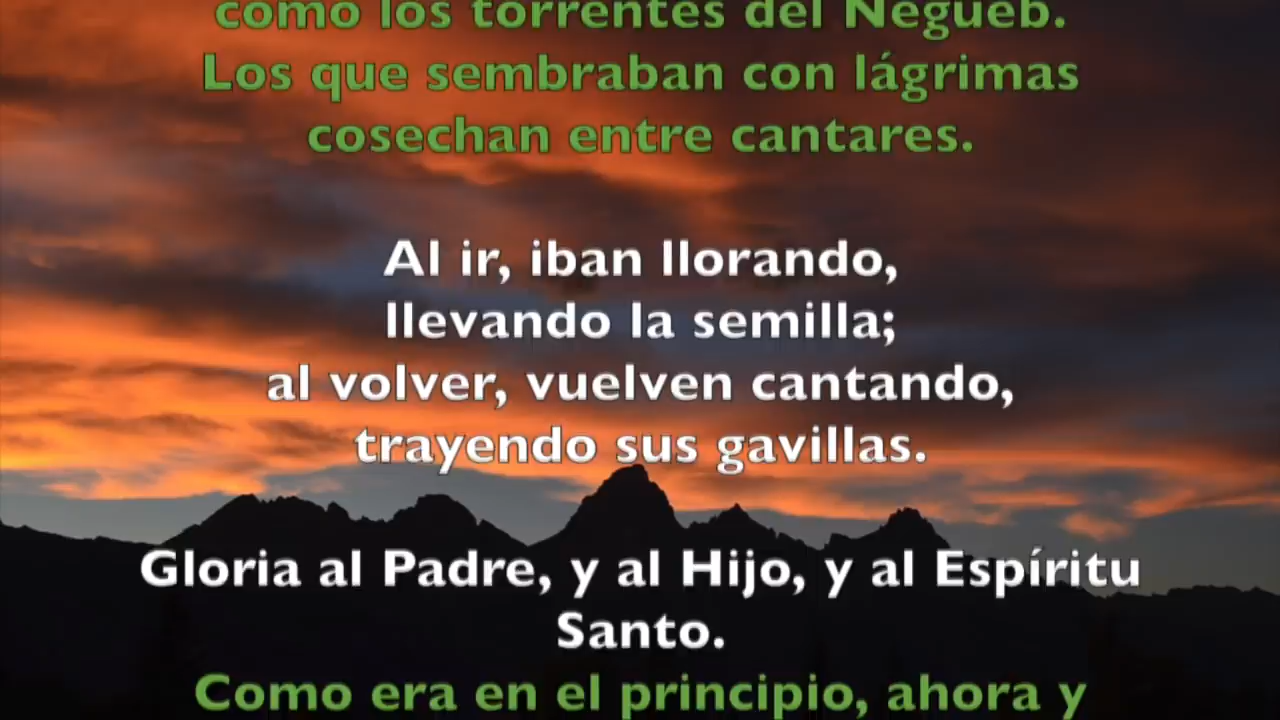 como los torrentes del Negueb.
Los que sembraban con lágrimas
cosechan entre cantares.
Al ir, iban llorando,
llevando la semilla;
al volver, vuelven cantando,
trayendo sus gavillas.
Gloria al Padre, y al Hijo, y al Espíritu
Santo.
Como era en el principio, ahora y